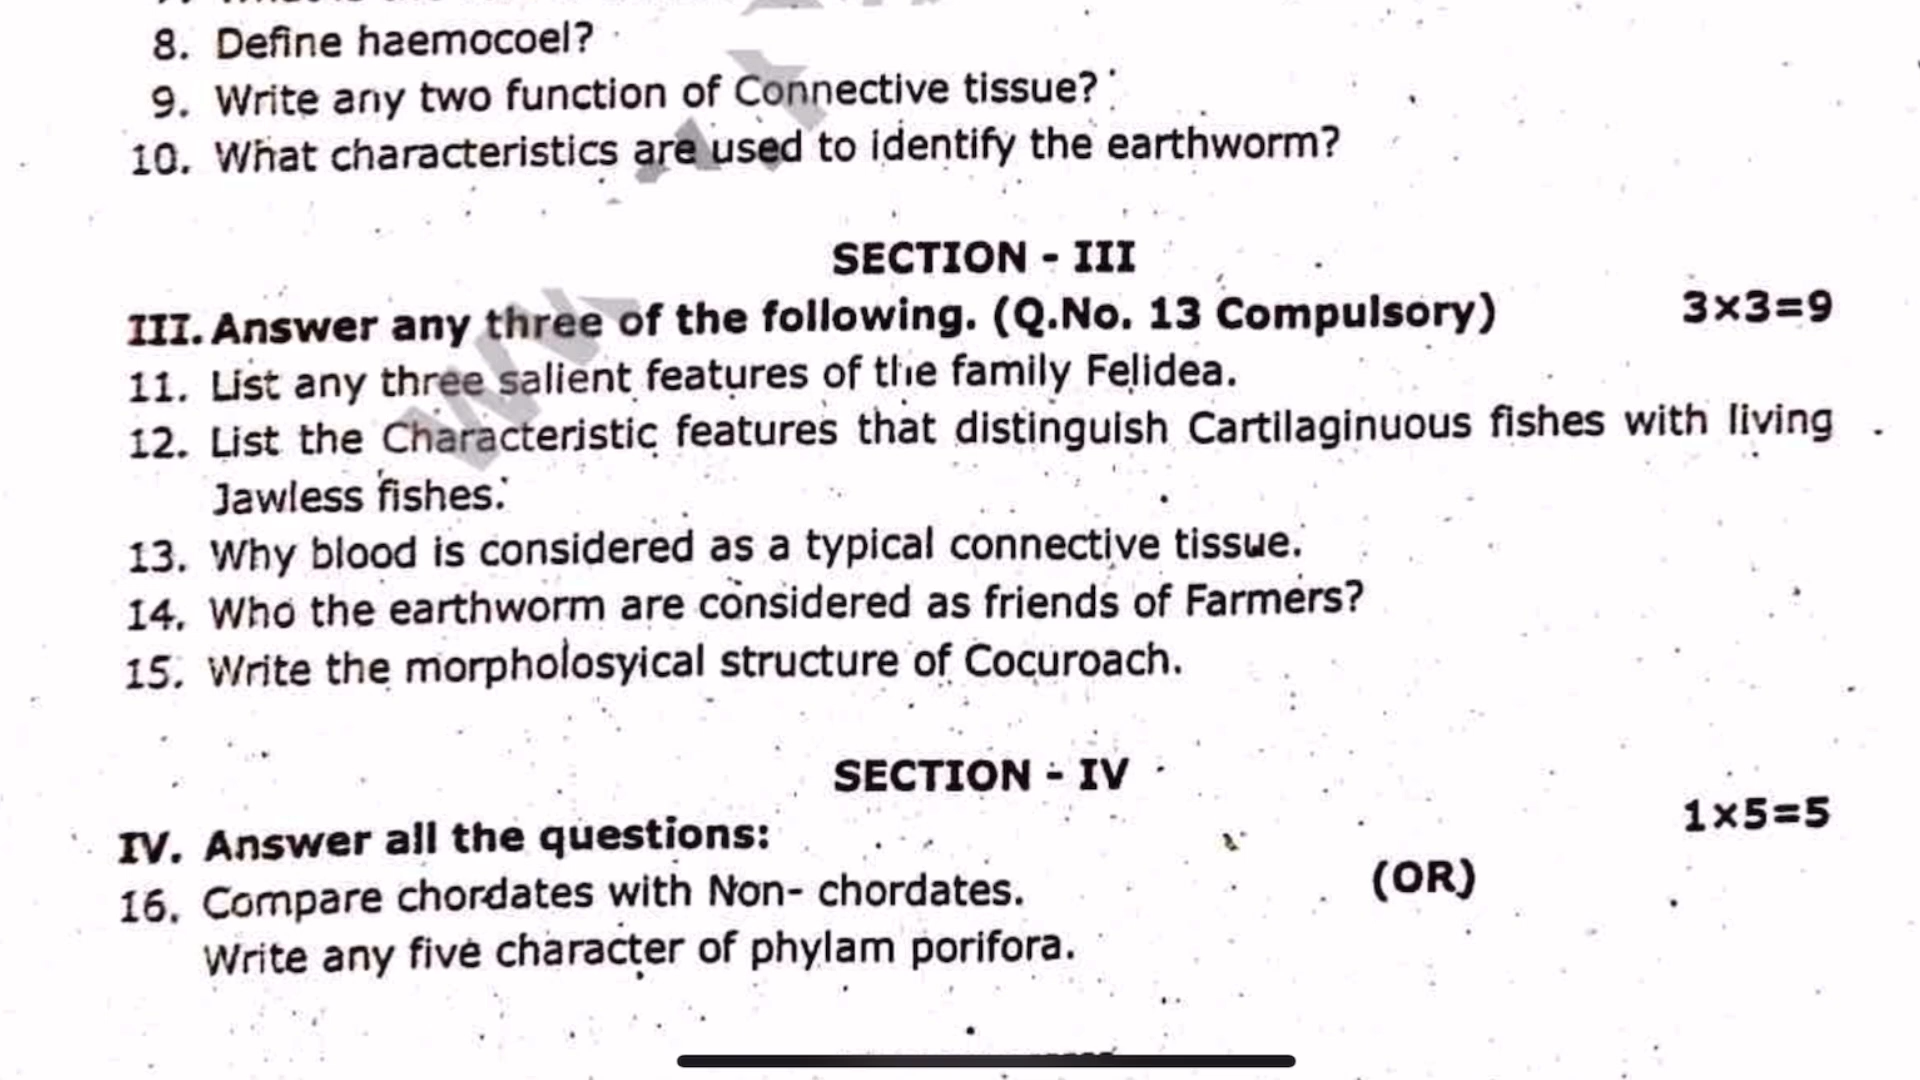 8. Define haemocoel?
9. Write any two function of Connective tissue?
10. What characteristics are used to identify the earthworm?
SECTION - III
III. Answer any three of the following. (Q.No. 13 Compulsory) 3×3=9
11. List any three salient features of the family Felidea.
12. List the Characteristic features that distinguish Cartilaginuous fishes with living
Jawless fishes.
13. Why blood is considered as a typical connective tissue.
14. Who the earthworm are considered as friends of Farmers?
15. Write the morpholosyical structure of Cocuroach.
SECTION - IV
IV. Answer all the questions: 1×5=5
16. Compare chordates with Non- chordates. (OR)
Write any five character of phylam porifora.